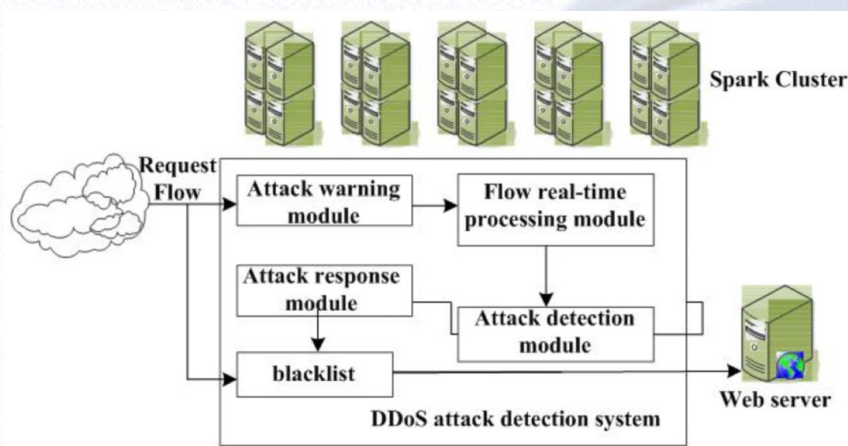 Spark Cluster
Request
Flow
Attack warning
module
Flow real-time
processing module
Attack response
module
Attack detection
module
blacklist
Web server
DDoS attack detection system